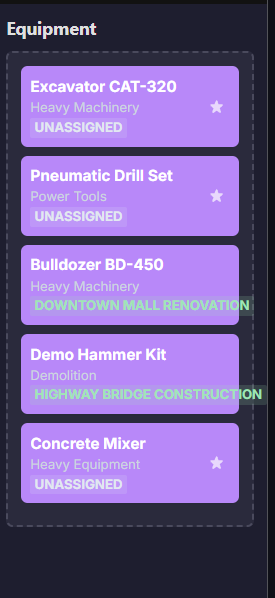 Equipment
Excavator CAT-320
Heavy Machinery
UNASSIGNED
Pneumatic Drill Set
Power Tools
UNASSIGNED
Bulldozer BD-450
Heavy Machinery
DOWNTOWN MALL RENOVATION
Demo Hammer Kit
Demolition
HIGHWAY BRIDGE CONSTRUCTION
Concrete Mixer
Heavy Equipment
UNASSIGNED